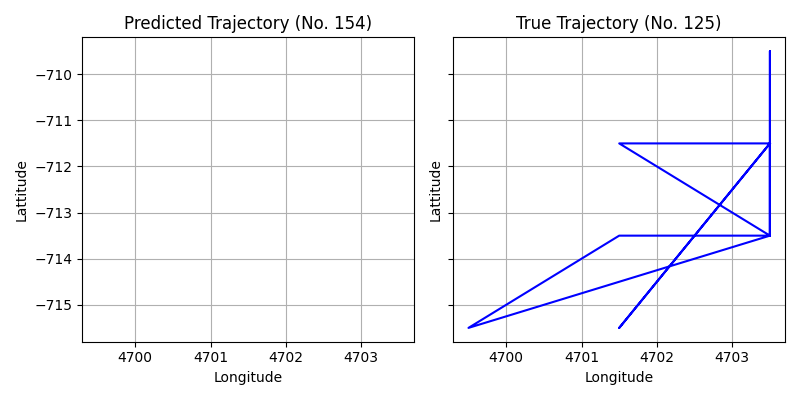 Predicted Trajectory (No. 154)
True Trajectory (No. 125)
−710
−711
−712
−713
−714
−715
Lattitude
Lattitude
4700 4701 4702 4703
4700 4701 4702 4703
Longitude
Longitude